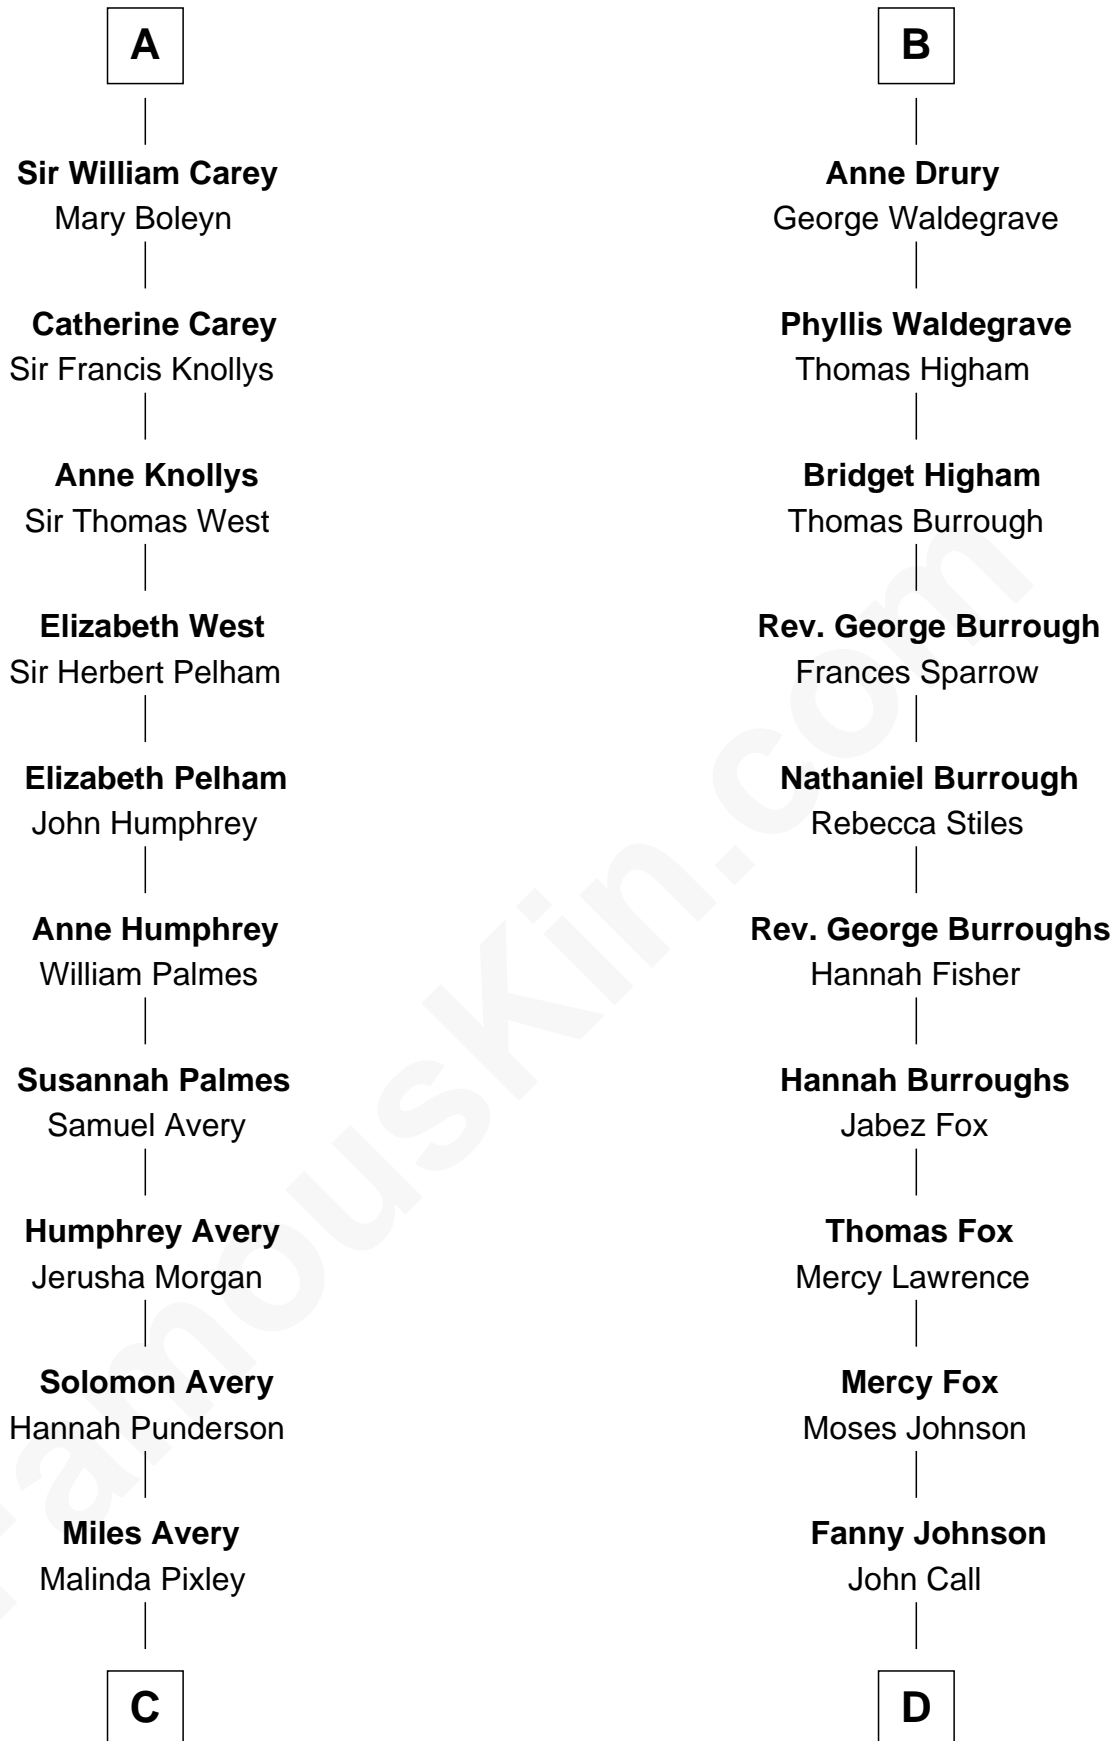 A
Sir William Carey
Mary Boleyn
Catherine Carey
Sir Francis Knollys
Anne Knollys
Sir Thomas West
Elizabeth West
Sir Herbert Pelham
Elizabeth Pelham
John Humphrey
Anne Humphrey
William Palmes
Susannah Palmes
Samuel Avery
Humphrey Avery
Jerusha Morgan
Solomon Avery
Hannah Punderson
Miles Avery
Malinda Pixley
C
B
Anne Drury
George Waldegrave
Phyllis Waldegrave
Thomas Higham
Bridget Higham
Thomas Burrough
Rev. George Burrough
Frances Sparrow
Nathaniel Burrough
Rebecca Stiles
Rev. George Burroughs
Hannah Fisher
Hannah Burroughs
Jabez Fox
Thomas Fox
Mercy Lawrence
Mercy Fox
Moses Johnson
Fanny Johnson
John Call
D
FamousKin.com